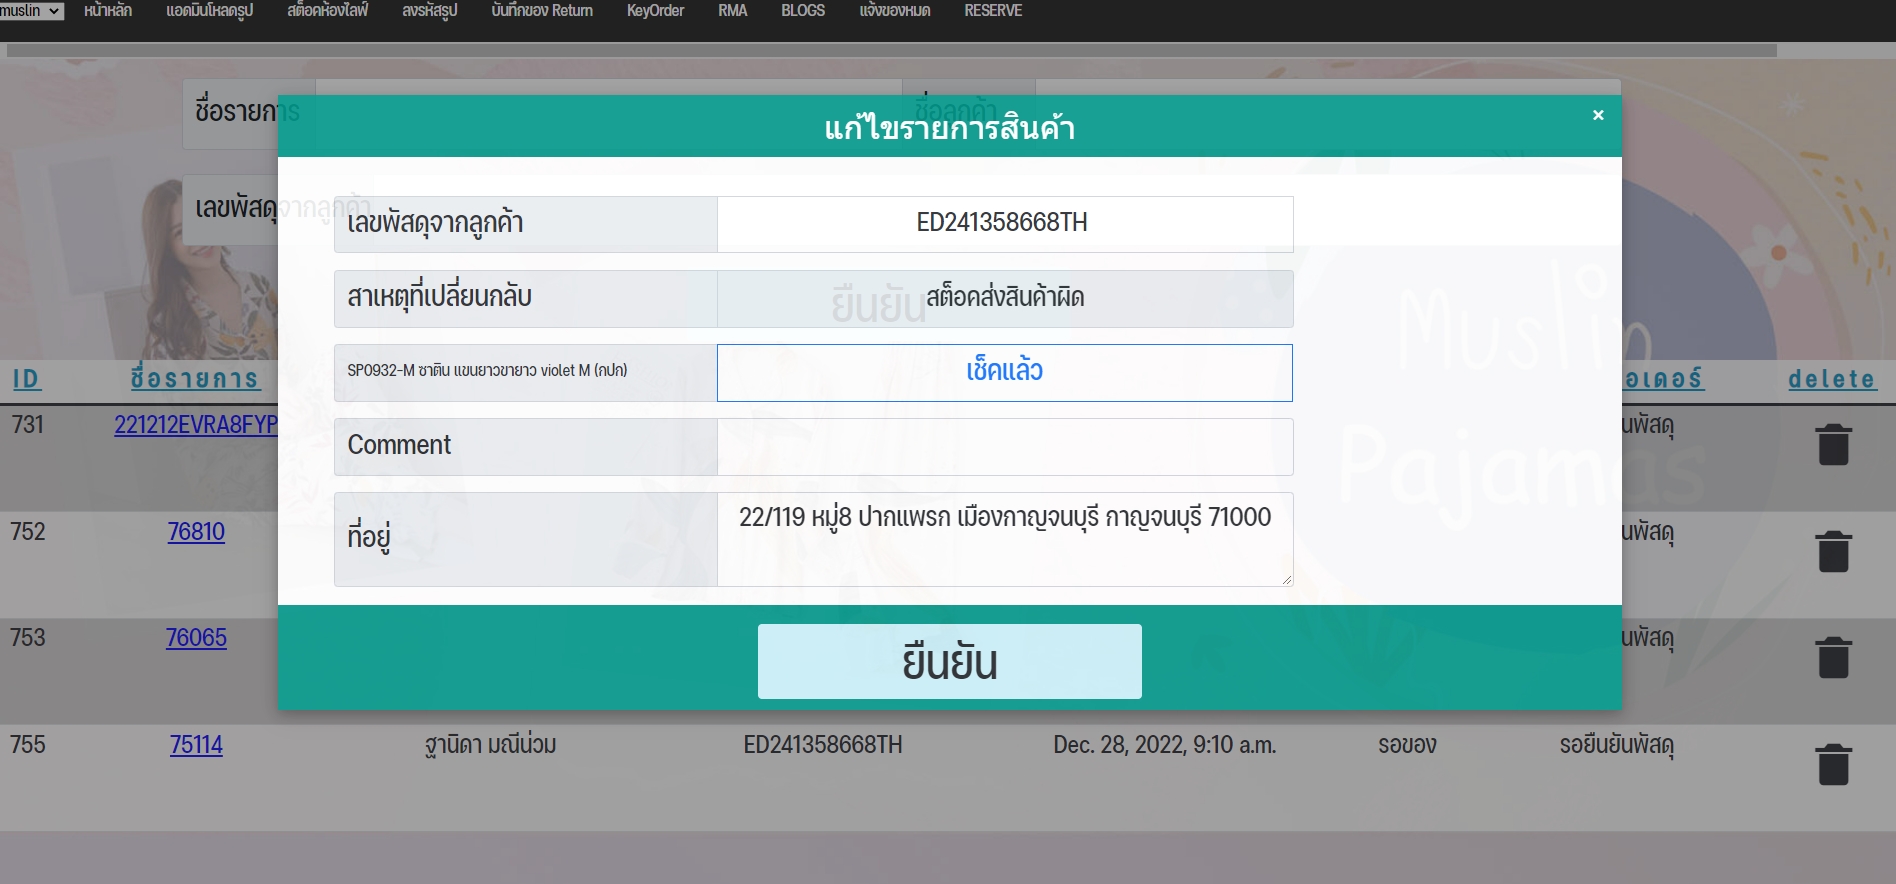 muslin หน้าหลัก แอดมินโหลดรูป สต็อคห้องไลฟ์ ลงรหัสรูป บันทึกของ Return KeyOrder RMA BLOGS แจ้งของหมด RESERVE
ชื่อรายการ ชื่อลูกค้า
แก้ไขรายการสินค้า ×
เลขพัสดุจากลูกค้า
เลขพัสดุจากลูกค้า ED241358668TH
สาเหตุที่เปลี่ยนกลับ สต็อคส่งสินค้าผิด
ยืนยัน
SP0932-M ซาติน แขนยาวขายาว violet M (กปก) เช็คแล้ว
Muslin
Pajamas
ID ชื่อรายการ อเดอร์ delete
731 221212EVRA8FYP นพัสดุ
Comment
ที่อยู่ 22/119 หมู่8 ปากแพรก เมืองกาญจนบุรี กาญจนบุรี 71000
752 76810 นพัสดุ
753 76065 นพัสดุ
ยืนยัน
755 75114 ฐานิดา มณีน่วม ED241358668TH Dec. 28, 2022, 9:10 a.m. รอของ รอยืนยันพัสดุ